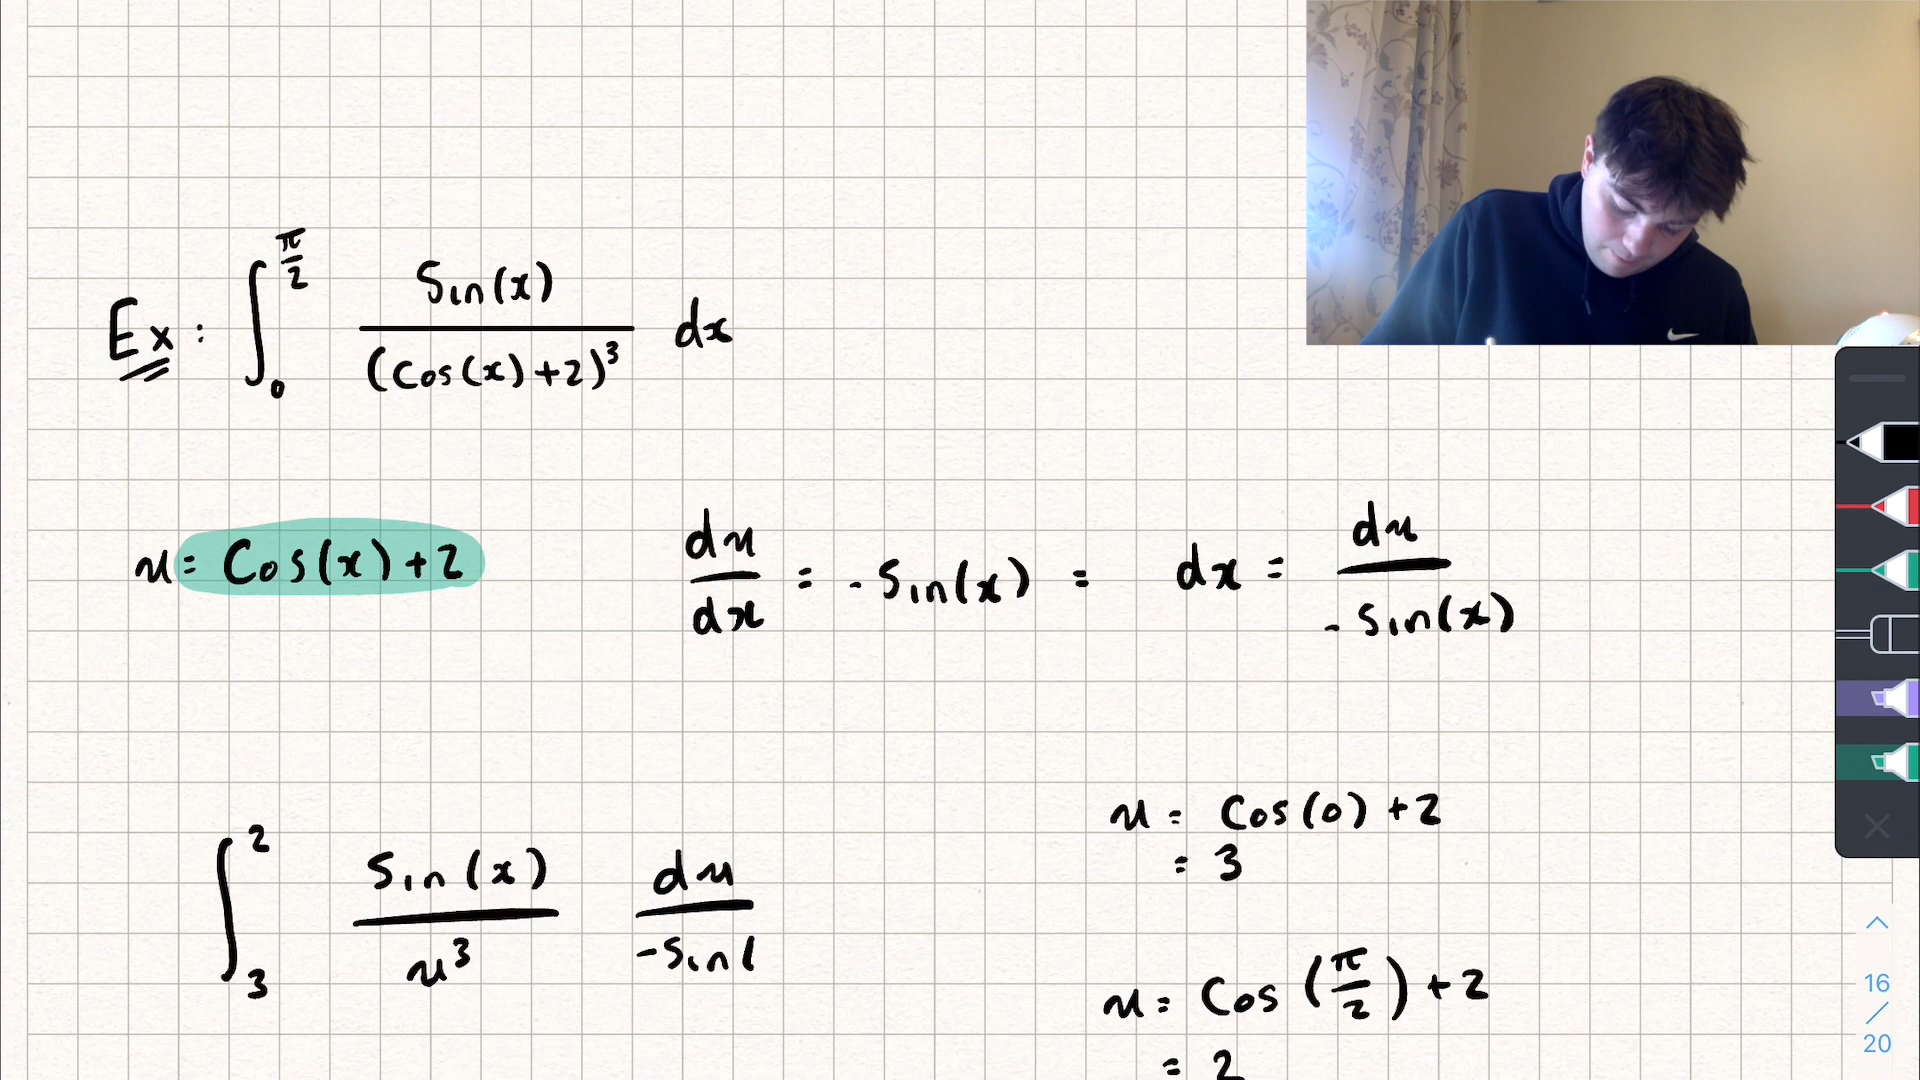 Ex: ∫₀^(π/2) Sin(x) / (Cos(x)+2)³ dx
u = Cos(x)+2
du/dx = -Sin(x) = dx = du / -Sin(x)
∫₃² Sin(x) / u³ du / -Sin(
u = Cos(0) +2
= 3
u = Cos(π/2) +2
= 2
16
/
20